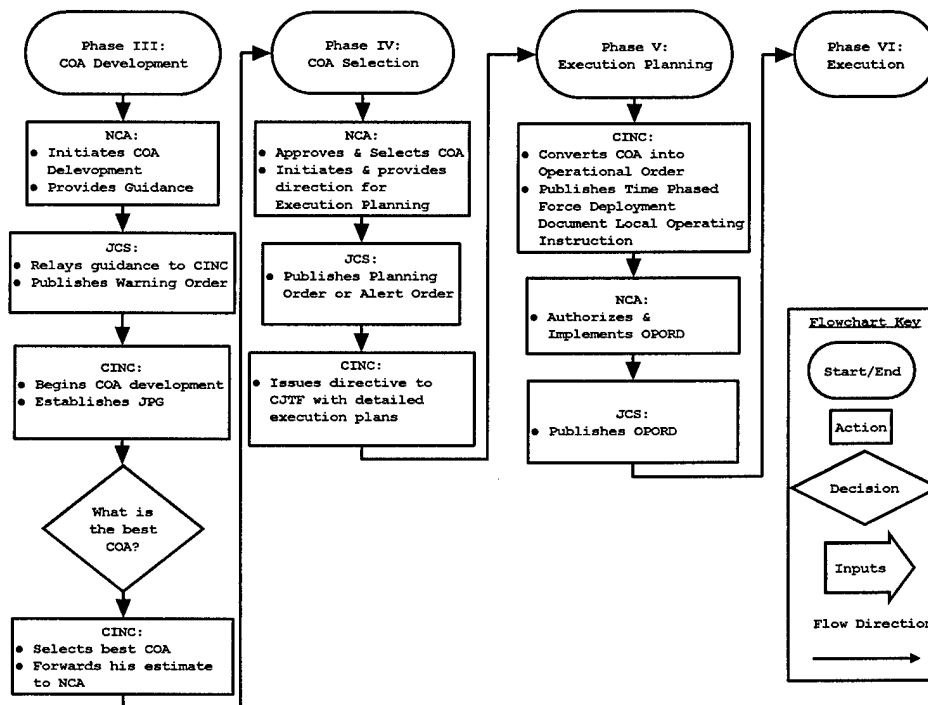 Phase III:
COA Development
NCA:
• Initiates COA
Delevopment
• Provides Guidance
JCS:
• Relays guidance to CINC
• Publishes Warning Order
CINC:
• Begins COA development
• Establishes JPG
What is
the best
COA?
CINC:
• Selects best COA
• Forwards his estimate
to NCA
Phase IV:
COA Selection
NCA:
• Approves & Selects COA
• Initiates & provides
direction for
Execution Planning
JCS:
• Publishes Planning
Order or Alert Order
CINC:
• Issues directive to
CJTF with detailed
execution plans
Phase V:
Execution Planning
CINC:
• Converts COA into
Operational Order
• Publishes Time Phased
Force Deployment
Document Local Operating
Instruction
NCA:
• Authorizes &
Implements OPORD
JCS:
• Publishes OPORD
Phase VI:
Execution
Flowchart Key
Start/End
Action
Decision
Inputs
Flow Direction